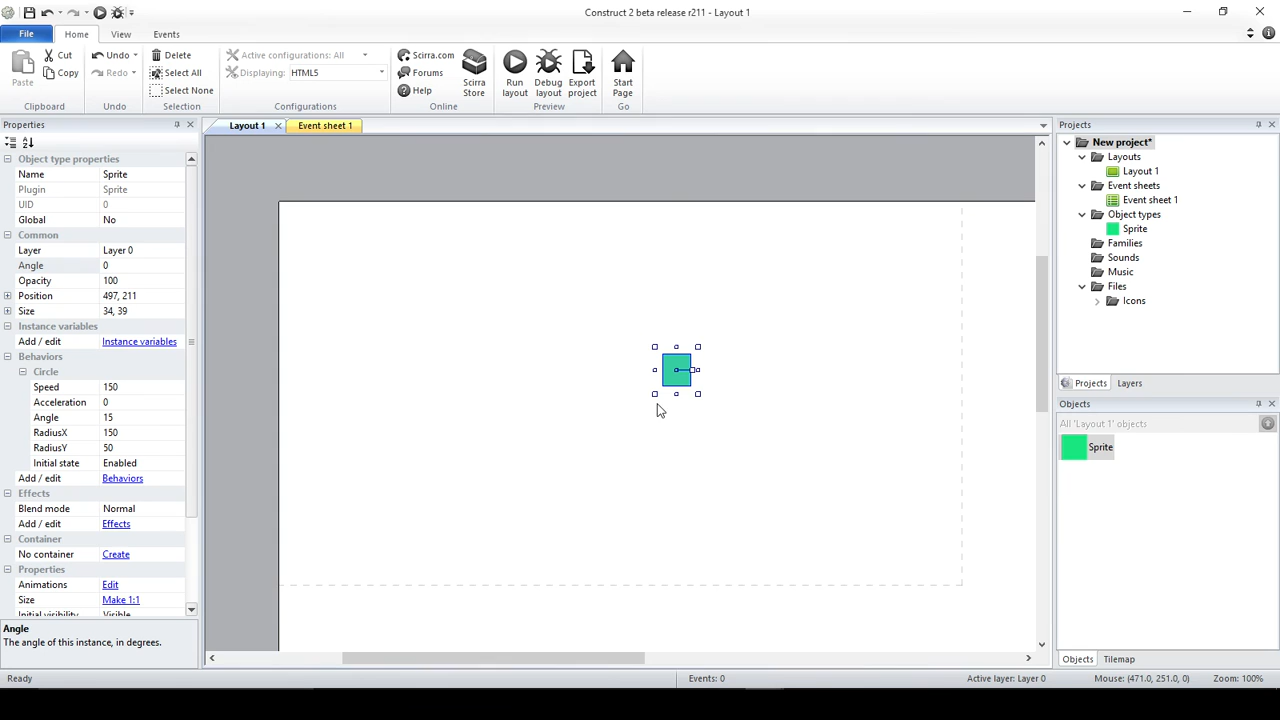 Construct 2 beta release r211 - Layout 1
File Home View Events
Paste Cut Copy
Clipboard
Undo Redo
Undo
Delete
Select All
Select None
Selection
Active configurations: All
Displaying: HTML5
Configurations
Scirra.com
Forums
Help
Scirra Store
Online
Run layout
Debug layout
Export project
Preview
Start Page
Go
Properties
Layout 1
Event sheet 1
Object type properties
Name Sprite
Plugin Sprite
UID 0
Global No
Common
Layer Layer 0
Angle 0
Opacity 100
Position 497, 211
Size 34, 39
Instance variables
Add / edit Instance variables
Behaviors
Circle
Speed 150
Acceleration 0
Angle 15
RadiusX 150
RadiusY 50
Initial state Enabled
Add / edit Behaviors
Effects
Blend mode Normal
Add / edit Effects
Container
No container Create
Properties
Animations Edit
Size Make 1:1
Initial visibility Visible
Angle
The angle of this instance, in degrees.
Projects
New project*
Layouts
Layout 1
Event sheets
Event sheet 1
Object types
Sprite
Families
Sounds
Music
Files
Icons
Projects Layers
Objects
All 'Layout 1' objects
Sprite
Objects Tilemap
Ready
Events: 0
Active layer: Layer 0
Mouse: (471.0, 251.0, 0)
Zoom: 100%